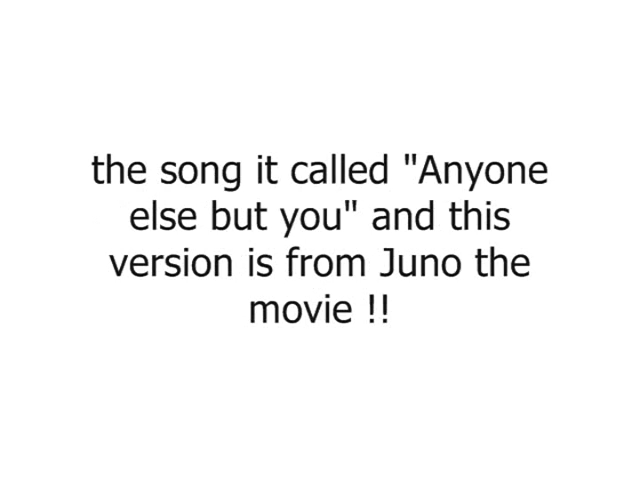 the song it called "Anyone
else but you" and this
version is from Juno the
movie !!